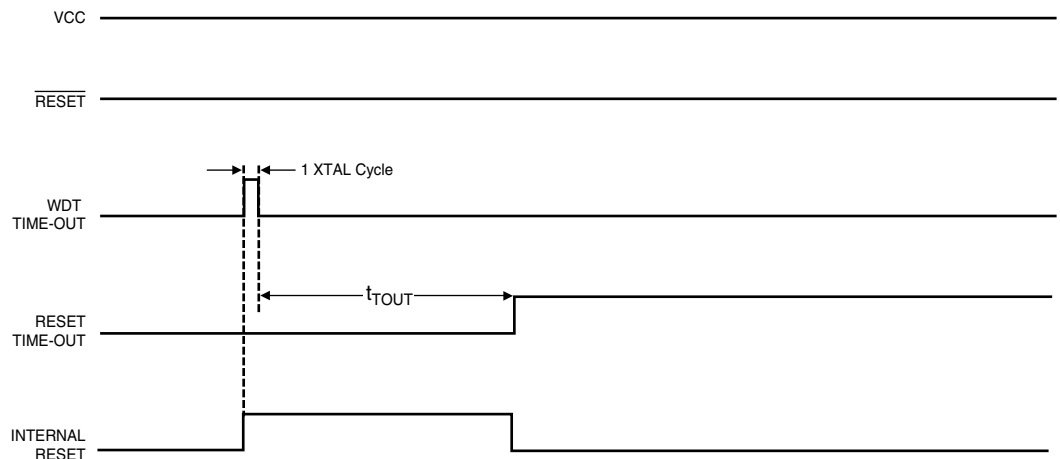 VCC
RESET
1 XTAL Cycle
WDT
TIME-OUT
tTOUT
RESET
TIME-OUT
INTERNAL
RESET